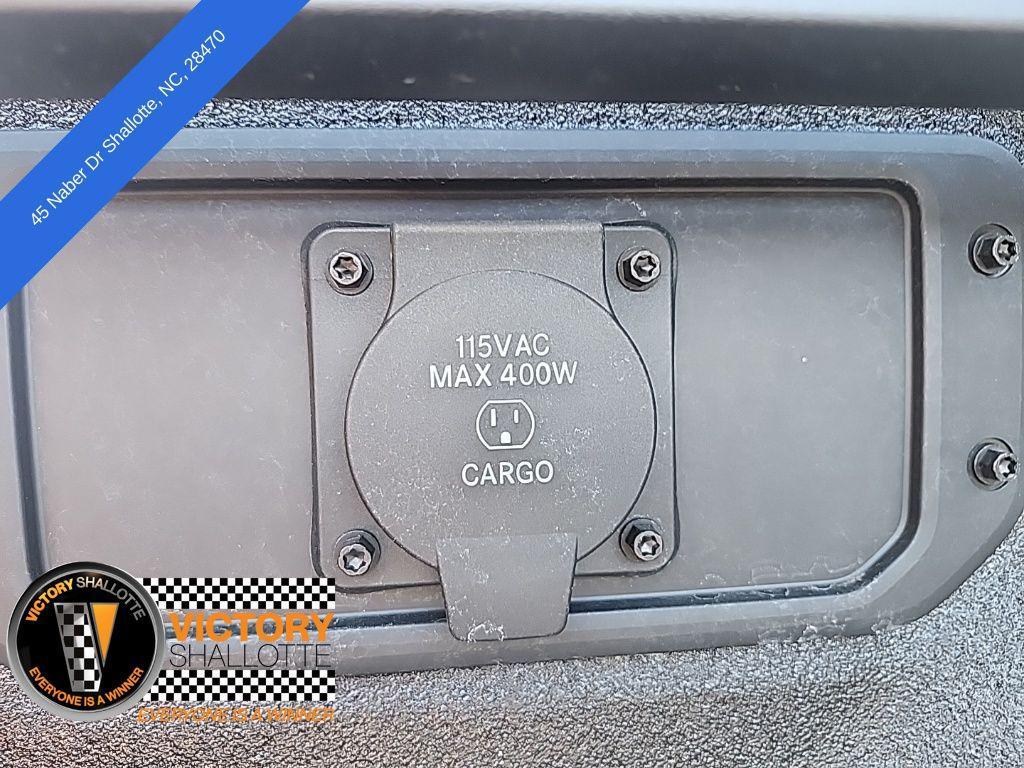 45 Naber Dr Shallotte, NC, 28470
115VAC
MAX 400W
CARGO
VICTORY SHALLOTTE
EVERYONE IS A WINNER
VICTORY
SHALLOTTE
EVERYONE IS A WINNER